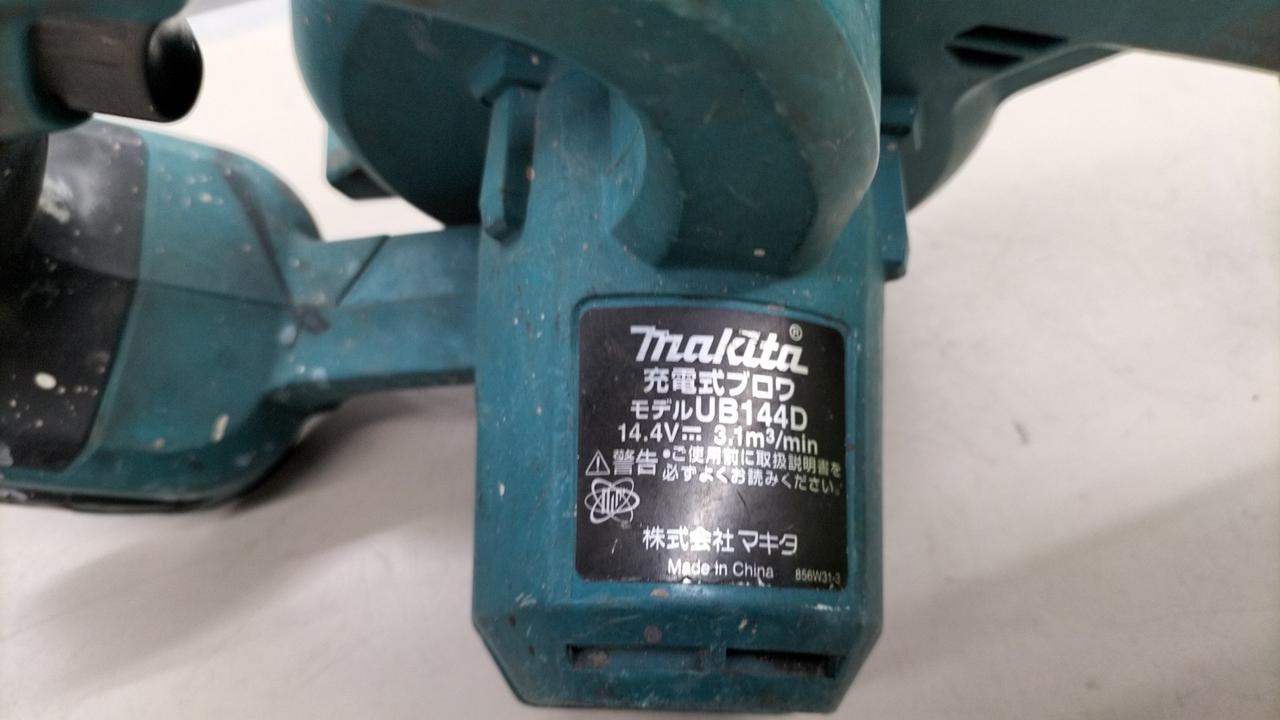 makita®
充電式ブロワ
モデルUB144D
14.4V⎓ 3.1m³/min
⚠警告 •ご使用前に取扱説明書を
必ずよくお読みください。
株式会社マキタ
Made in China 856W31-3